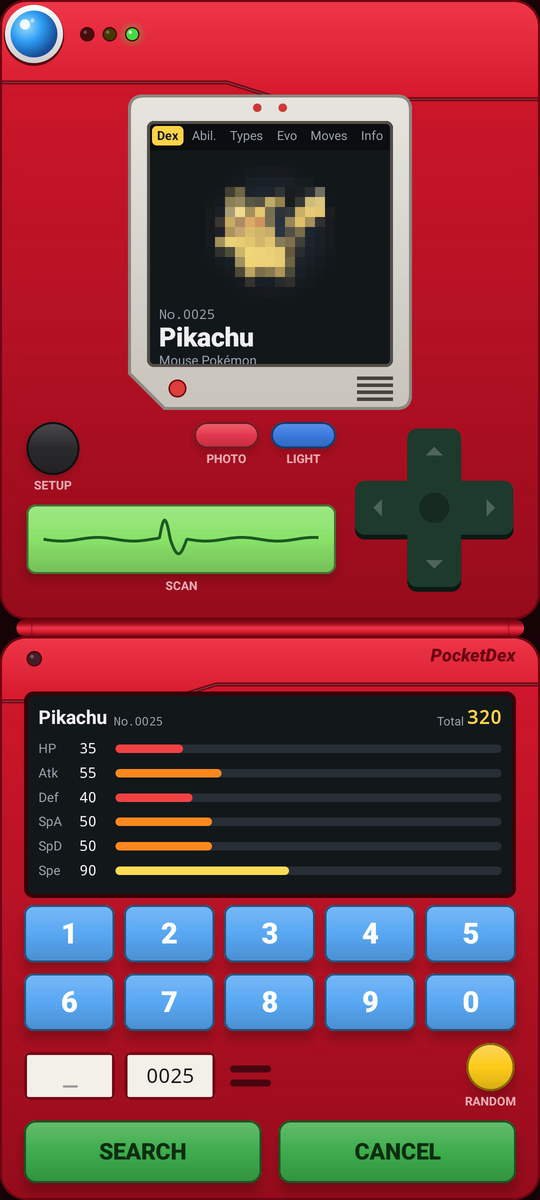 Dex Abil. Types Evo Moves Info
No.0025
Pikachu
Mouse Pokémon
PHOTO LIGHT
SETUP
SCAN
PocketDex
Pikachu No.0025 Total 320
HP 35
Atk 55
Def 40
SpA 50
SpD 50
Spe 90
1 2 3 4 5
6 7 8 9 0
_ 0025
RANDOM
SEARCH CANCEL